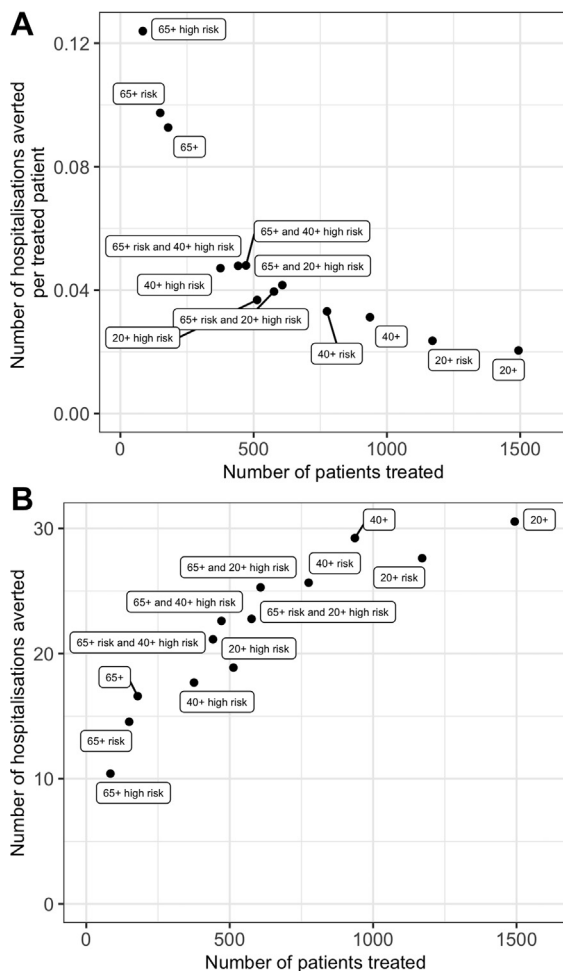 A
Number of hospitalisations averted
per treated patient
0.12
0.08
0.04
0.00
65+ high risk
65+ risk
65+
65+ and 40+ high risk
65+ risk and 40+ high risk
65+ and 20+ high risk
40+ high risk
65+ risk and 20+ high risk
20+ high risk
40+ risk
40+
20+ risk
20+
0
500
1000
1500
Number of patients treated
B
Number of hospitalisations averted
30
20
10
0
40+
20+
65+ and 20+ high risk
40+ risk
20+ risk
65+ and 40+ high risk
65+ risk and 20+ high risk
65+ risk and 40+ high risk
20+ high risk
65+
40+ high risk
65+ risk
65+ high risk
0
500
1000
1500
Number of patients treated